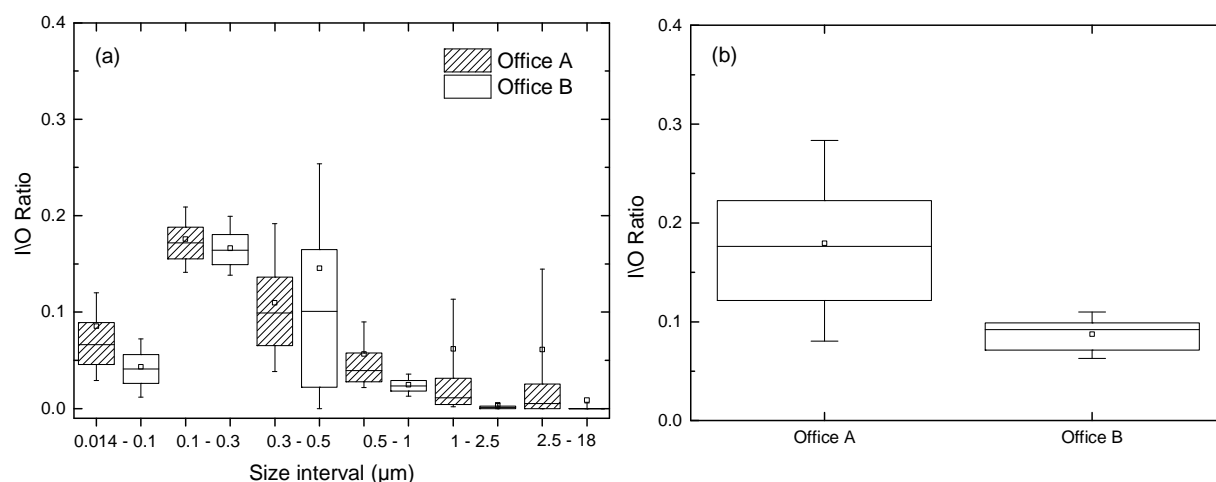 (a)
Office A
Office B
0.4
0.3
0.2
0.1
0.0
I\O Ratio
0.014 - 0.1 0.1 - 0.3 0.3 - 0.5 0.5 - 1 1 - 2.5 2.5 - 18
Size interval (µm)
(b)
0.4
0.3
0.2
0.1
0.0
I\O Ratio
Office A Office B